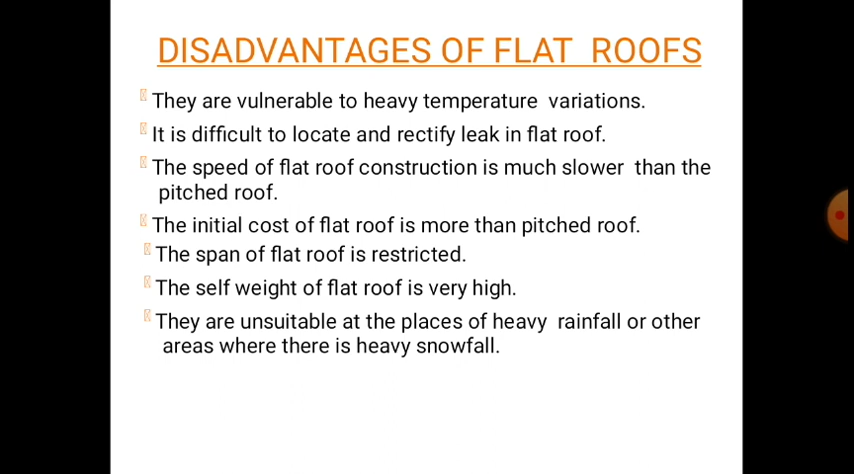 DISADVANTAGES OF FLAT ROOFS
They are vulnerable to heavy temperature variations.
It is difficult to locate and rectify leak in flat roof.
The speed of flat roof construction is much slower than the
pitched roof.
The initial cost of flat roof is more than pitched roof.
The span of flat roof is restricted.
The self weight of flat roof is very high.
They are unsuitable at the places of heavy rainfall or other
areas where there is heavy snowfall.